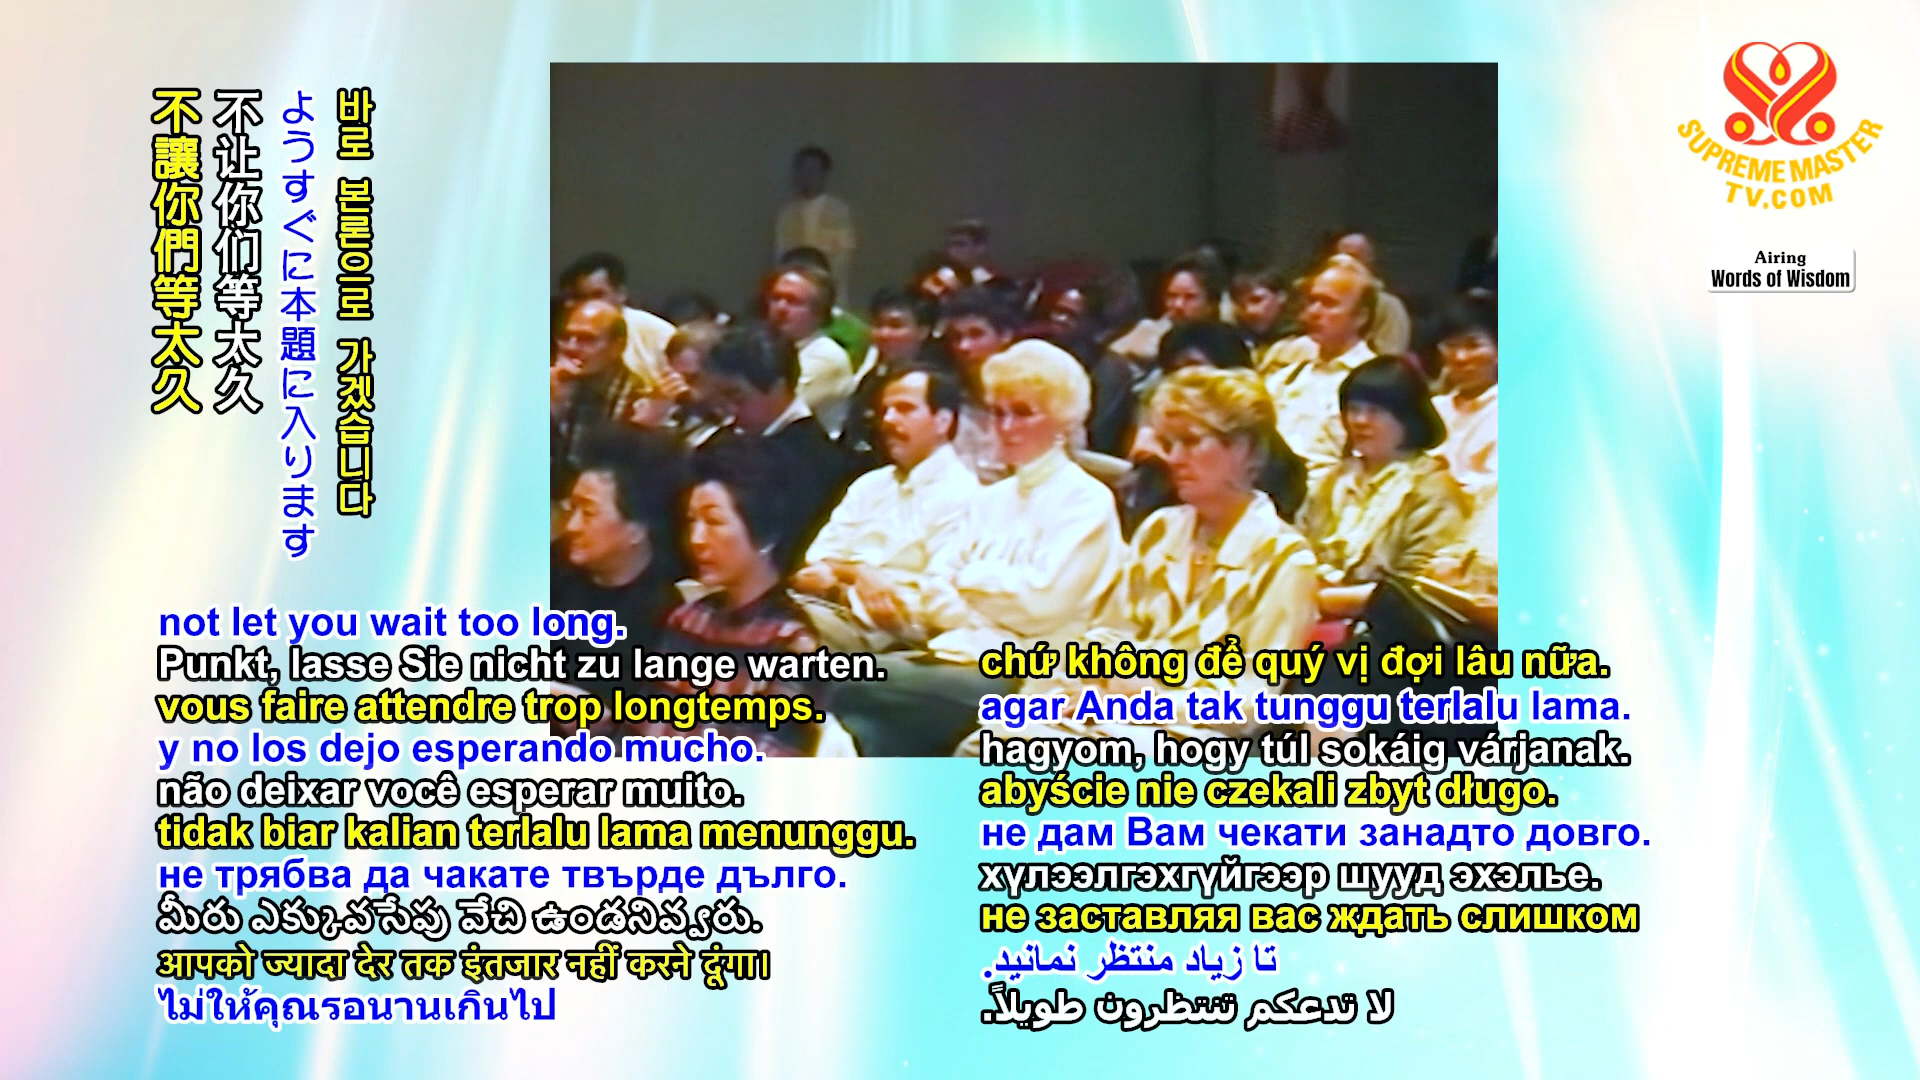 不讓你們等太久
不让你们等太久
ようすぐに本題に入ります
바로 본론으로 가겠습니다
SUPREME MASTER
TV.COM
Airing
Words of Wisdom
not let you wait too long.
Punkt, lasse Sie nicht zu lange warten.
vous faire attendre trop longtemps.
y no los dejo esperando mucho.
não deixar você esperar muito.
tidak biar kalian terlalu lama menunggu.
не трябва да чакате твърде дълго.
మీరు ఎక్కువసేపు వేచి ఉండనివ్వరు.
आपको ज्यादा देर तक इंतजार नहीं करने दूंगा।
ไม่ให้คุณรอนานเกินไป
chứ không để quý vị đợi lâu nữa.
agar Anda tak tunggu terlalu lama.
hagyom, hogy túl sokáig várjanak.
abyście nie czekali zbyt długo.
не дам Вам чекати занадто довго.
хүлээлгэхгүйгээр шууд эхэлье.
не заставляя вас ждать слишком
تا زیاد منتظر نمانید.
لا تدعكم تنتظرون طويلاً.